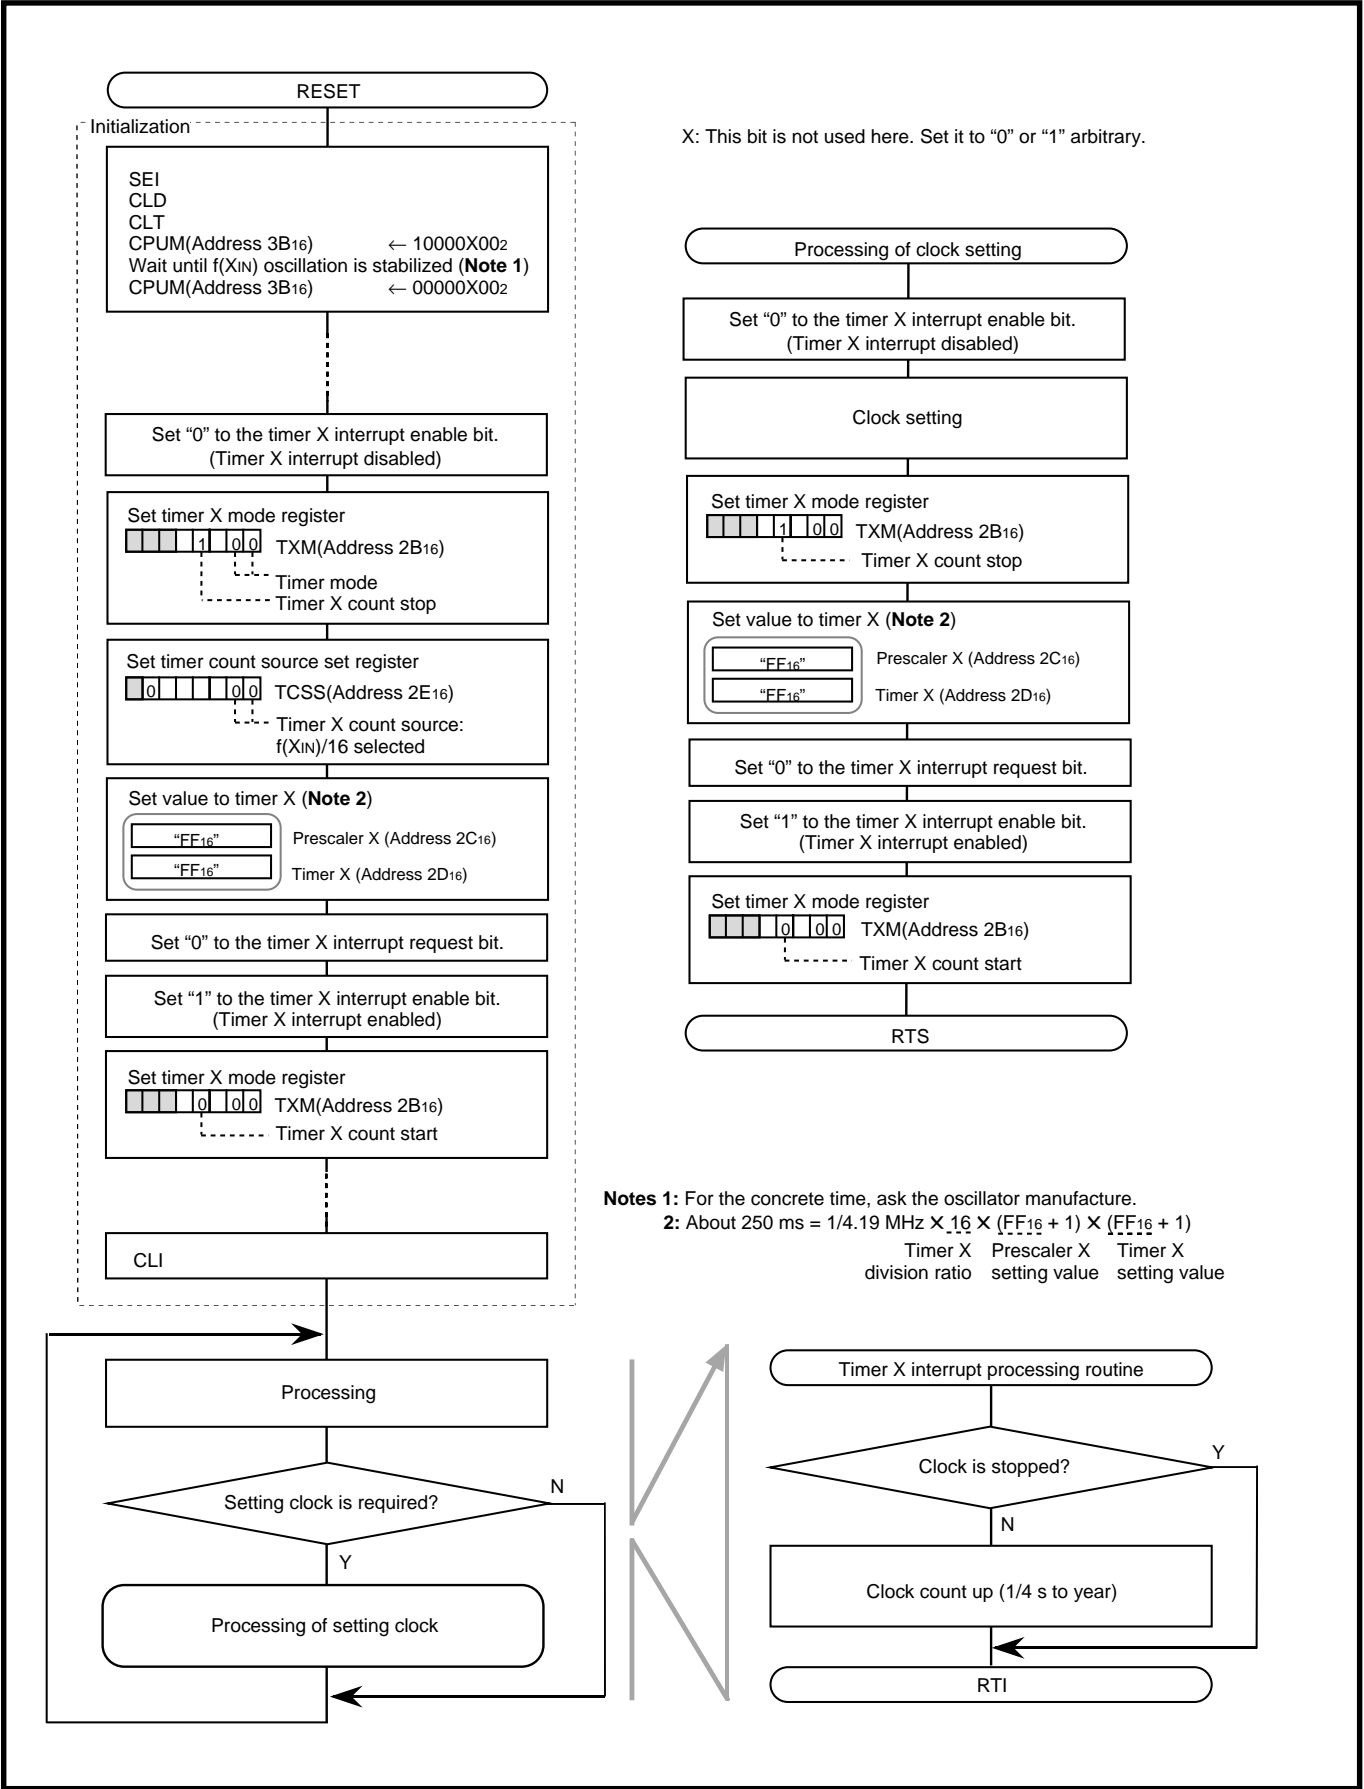 RESET
Initialization
SEI
CLD
CLT
CPUM(Address 3B16) ← 10000X002
Wait until f(XIN) oscillation is stabilized (Note 1)
CPUM(Address 3B16) ← 00000X002
Set “0” to the timer X interrupt enable bit.
(Timer X interrupt disabled)
Set timer X mode register
1 0 0 TXM(Address 2B16)
Timer mode
Timer X count stop
Set timer count source set register
0 0 0 TCSS(Address 2E16)
Timer X count source:
f(XIN)/16 selected
Set value to timer X (Note 2)
“FF16” Prescaler X (Address 2C16)
“FF16” Timer X (Address 2D16)
Set “0” to the timer X interrupt request bit.
Set “1” to the timer X interrupt enable bit.
(Timer X interrupt enabled)
Set timer X mode register
0 0 0 TXM(Address 2B16)
Timer X count start
CLI
Processing
Setting clock is required?
N
Y
Processing of setting clock
X: This bit is not used here. Set it to “0” or “1” arbitrary.
Processing of clock setting
Set “0” to the timer X interrupt enable bit.
(Timer X interrupt disabled)
Clock setting
Set timer X mode register
1 0 0 TXM(Address 2B16)
Timer X count stop
Set value to timer X (Note 2)
“FF16” Prescaler X (Address 2C16)
“FF16” Timer X (Address 2D16)
Set “0” to the timer X interrupt request bit.
Set “1” to the timer X interrupt enable bit.
(Timer X interrupt enabled)
Set timer X mode register
0 0 0 TXM(Address 2B16)
Timer X count start
RTS
Notes 1: For the concrete time, ask the oscillator manufacture.
2: About 250 ms = 1/4.19 MHz × 16 × (FF16 + 1) × (FF16 + 1)
Timer X Prescaler X Timer X
division ratio setting value setting value
Timer X interrupt processing routine
Clock is stopped?
Y
N
Clock count up (1/4 s to year)
RTI